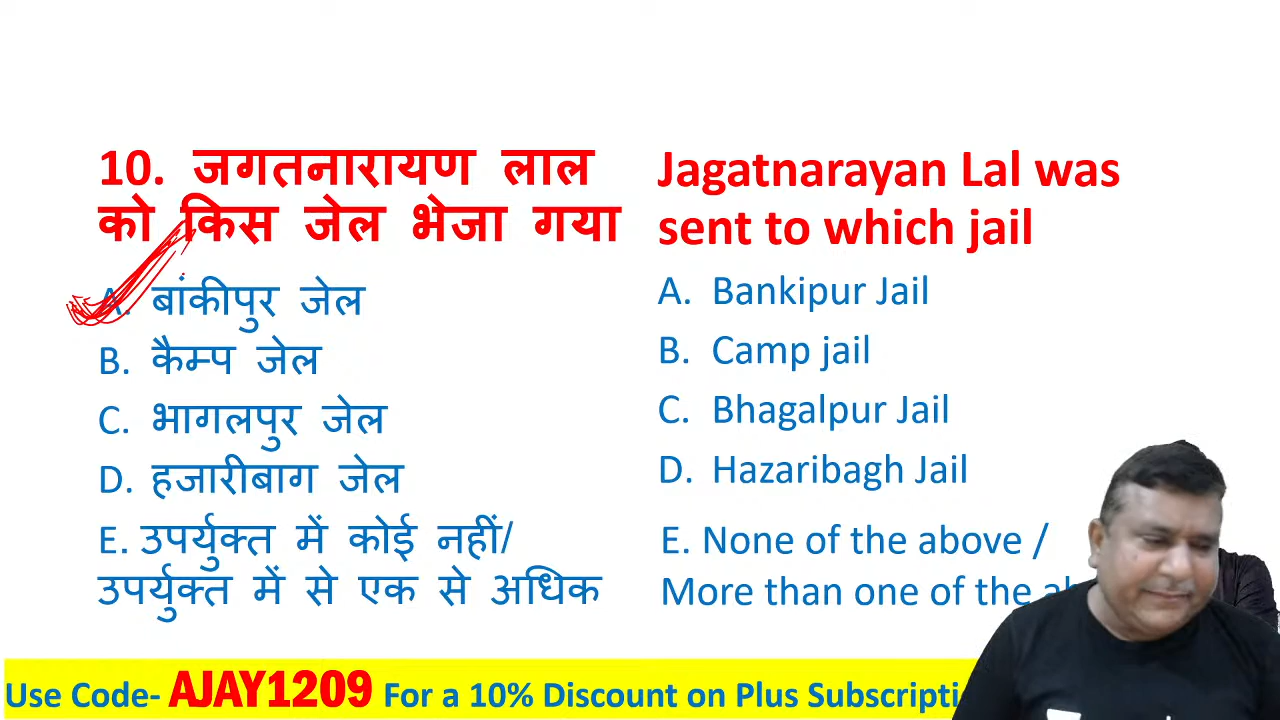 10. जगतनारायण लाल
को किस जेल भेजा गया
A. बांकीपुर जेल
B. कैम्प जेल
C. भागलपुर जेल
D. हजारीबाग जेल
E. उपर्युक्त में कोई नहीं/
उपर्युक्त में से एक से अधिक
Jagatnarayan Lal was
sent to which jail
A. Bankipur Jail
B. Camp jail
C. Bhagalpur Jail
D. Hazaribagh Jail
E. None of the above /
More than one of the
Use Code- AJAY1209 For a 10% Discount on Plus